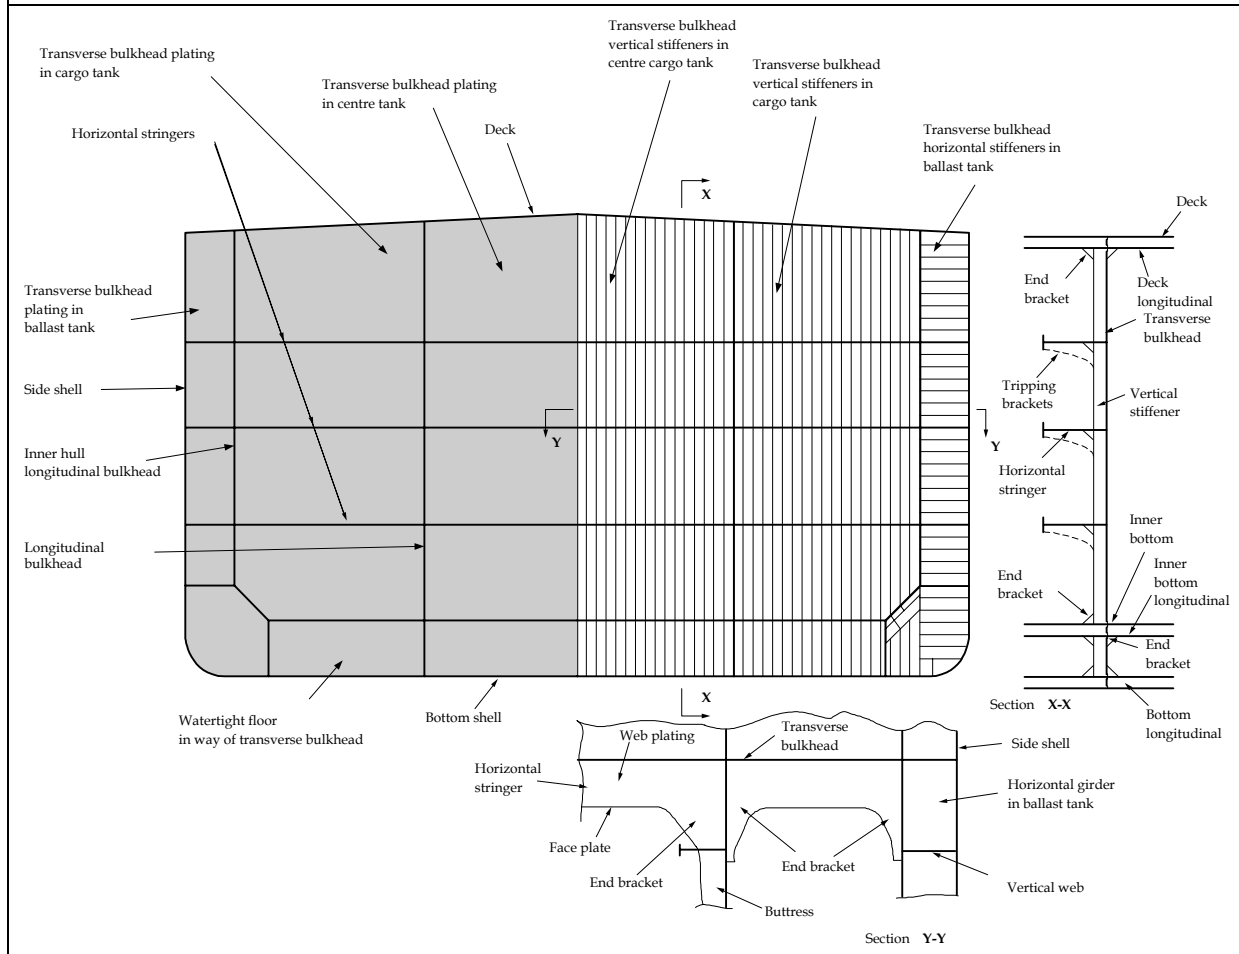 Transverse bulkhead
vertical stiffeners in
centre cargo tank
Transverse bulkhead plating
in cargo tank
Transverse bulkhead plating
in centre tank
Transverse bulkhead
vertical stiffeners in
cargo tank
Horizontal stringers
Deck
Transverse bulkhead
horizontal stiffeners in
ballast tank
X
Deck
End
bracket
Deck
longitudinal
Transverse
bulkhead
Transverse bulkhead
plating in
ballast tank
Side shell
Tripping
brackets
Vertical
stiffener
Y
Y
Inner hull
longitudinal bulkhead
Horizontal
stringer
Longitudinal
bulkhead
Inner
bottom
Inner
bottom
longitudinal
End
bracket
End
bracket
X
Section X-X
Bottom
longitudinal
Watertight floor
in way of transverse bulkhead
Bottom shell
Web plating
Transverse
bulkhead
Side shell
Horizontal
stringer
Horizontal girder
in ballast tank
Face plate
End bracket
End bracket
Vertical web
Buttress
Section Y-Y